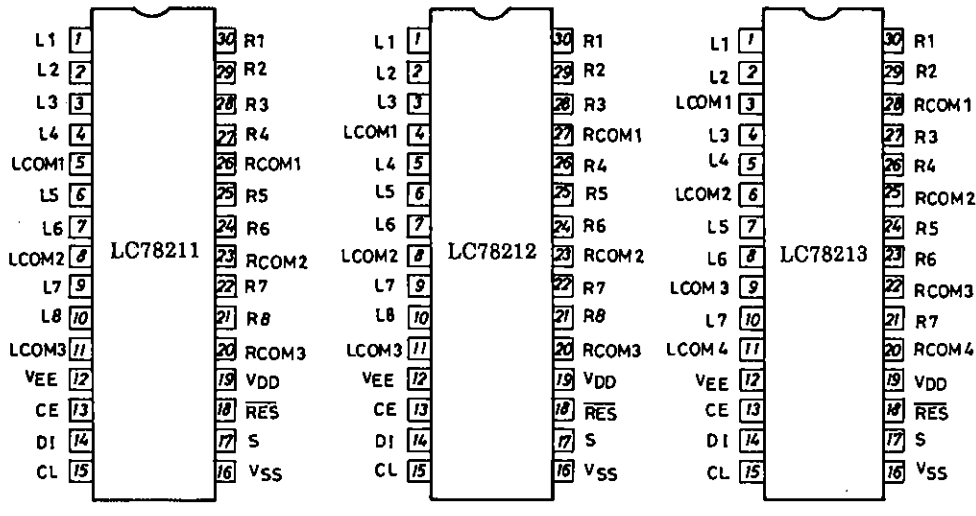 L1 1 30 R1 L1 1 30 R1 L1 1 30 R1
L2 2 29 R2 L2 2 29 R2 L2 2 29 R2
L3 3 28 R3 L3 3 28 R3 LCOM1 3 28 RCOM1
L4 4 27 R4 LCOM1 4 27 RCOM1 L3 4 27 R3
LCOM1 5 26 RCOM1 L4 5 26 R4 L4 5 26 R4
L5 6 25 R5 L5 6 25 R5 LCOM2 6 25 RCOM2
L6 7 24 R6 L6 7 24 R6 L5 7 24 R5
LCOM2 8 LC78211 23 RCOM2 LCOM2 8 LC78212 23 RCOM2 L6 8 LC78213 23 R6
L7 9 22 R7 L7 9 22 R7 LCOM3 9 22 RCOM3
L8 10 21 R8 L8 10 21 R8 L7 10 21 R7
LCOM3 11 20 RCOM3 LCOM3 11 20 RCOM3 LCOM4 11 20 RCOM4
VEE 12 19 VDD VEE 12 19 VDD VEE 12 19 VDD
CE 13 18 RES CE 13 18 RES CE 13 18 RES
DI 14 17 S DI 14 17 S DI 14 17 S
CL 15 16 VSS CL 15 16 VSS CL 15 16 VSS